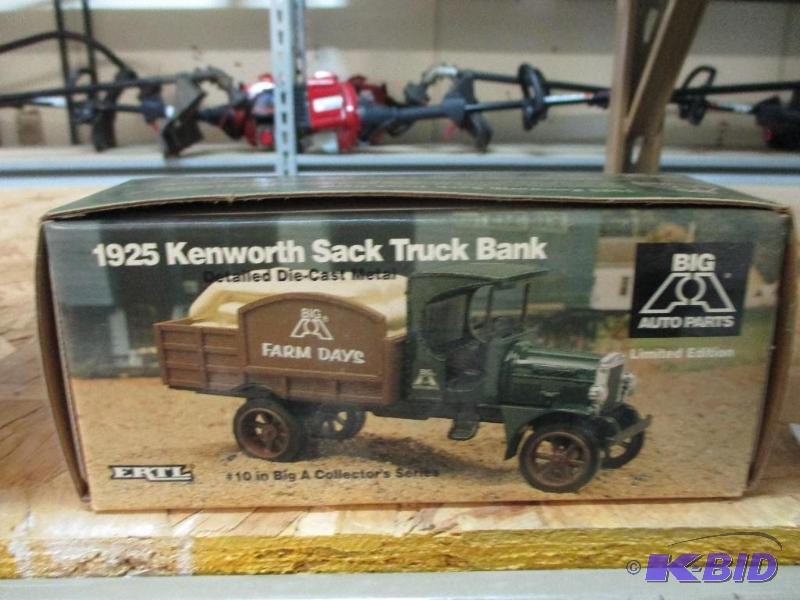 1925 Kenworth Sack Truck Bank
Detailed Die-Cast Metal
BIG
AUTO PARTS
Limited Edition
BIG
FARM DAYS
ERTL
#10 in Big A Collector's Series
© K-BID